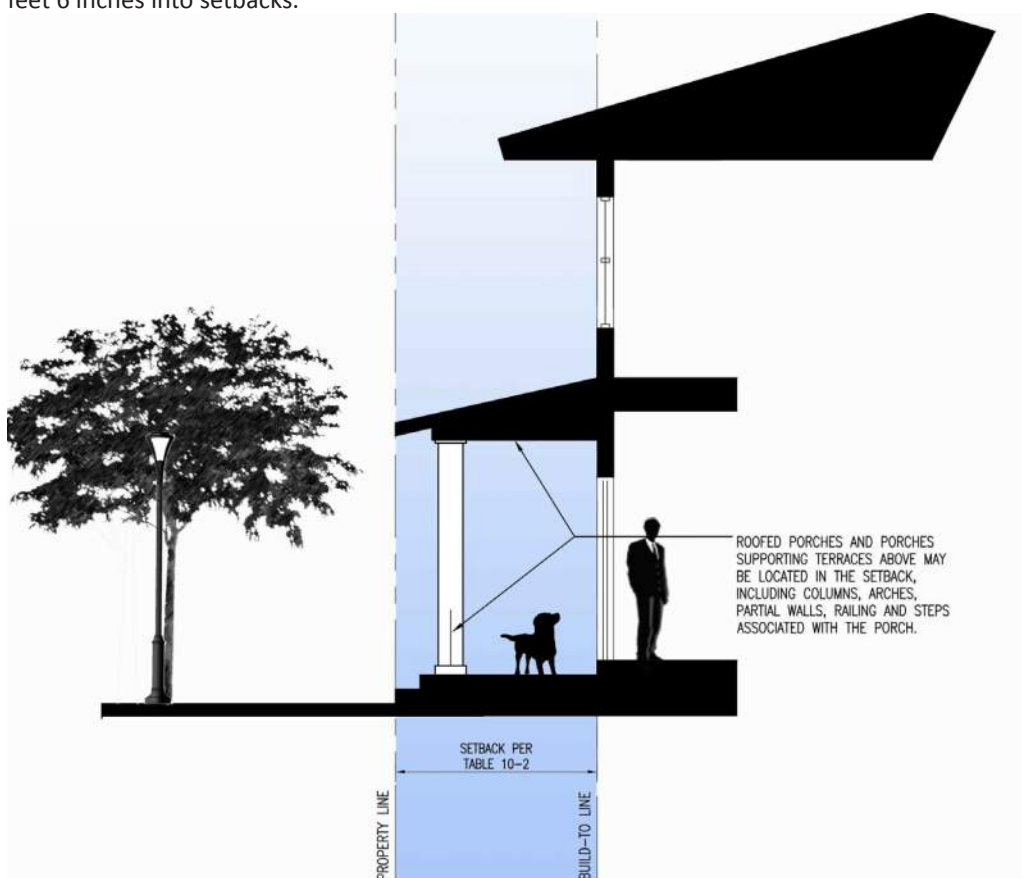 feet 6 inches into setbacks.
ROOFED PORCHES AND PORCHES
SUPPORTING TERRACES ABOVE MAY
BE LOCATED IN THE SETBACK,
INCLUDING COLUMNS, ARCHES,
PARTIAL WALLS, RAILING AND STEPS
ASSOCIATED WITH THE PORCH.
SETBACK PER
TABLE 10-2
PROPERTY LINE
BUILD-TO LINE